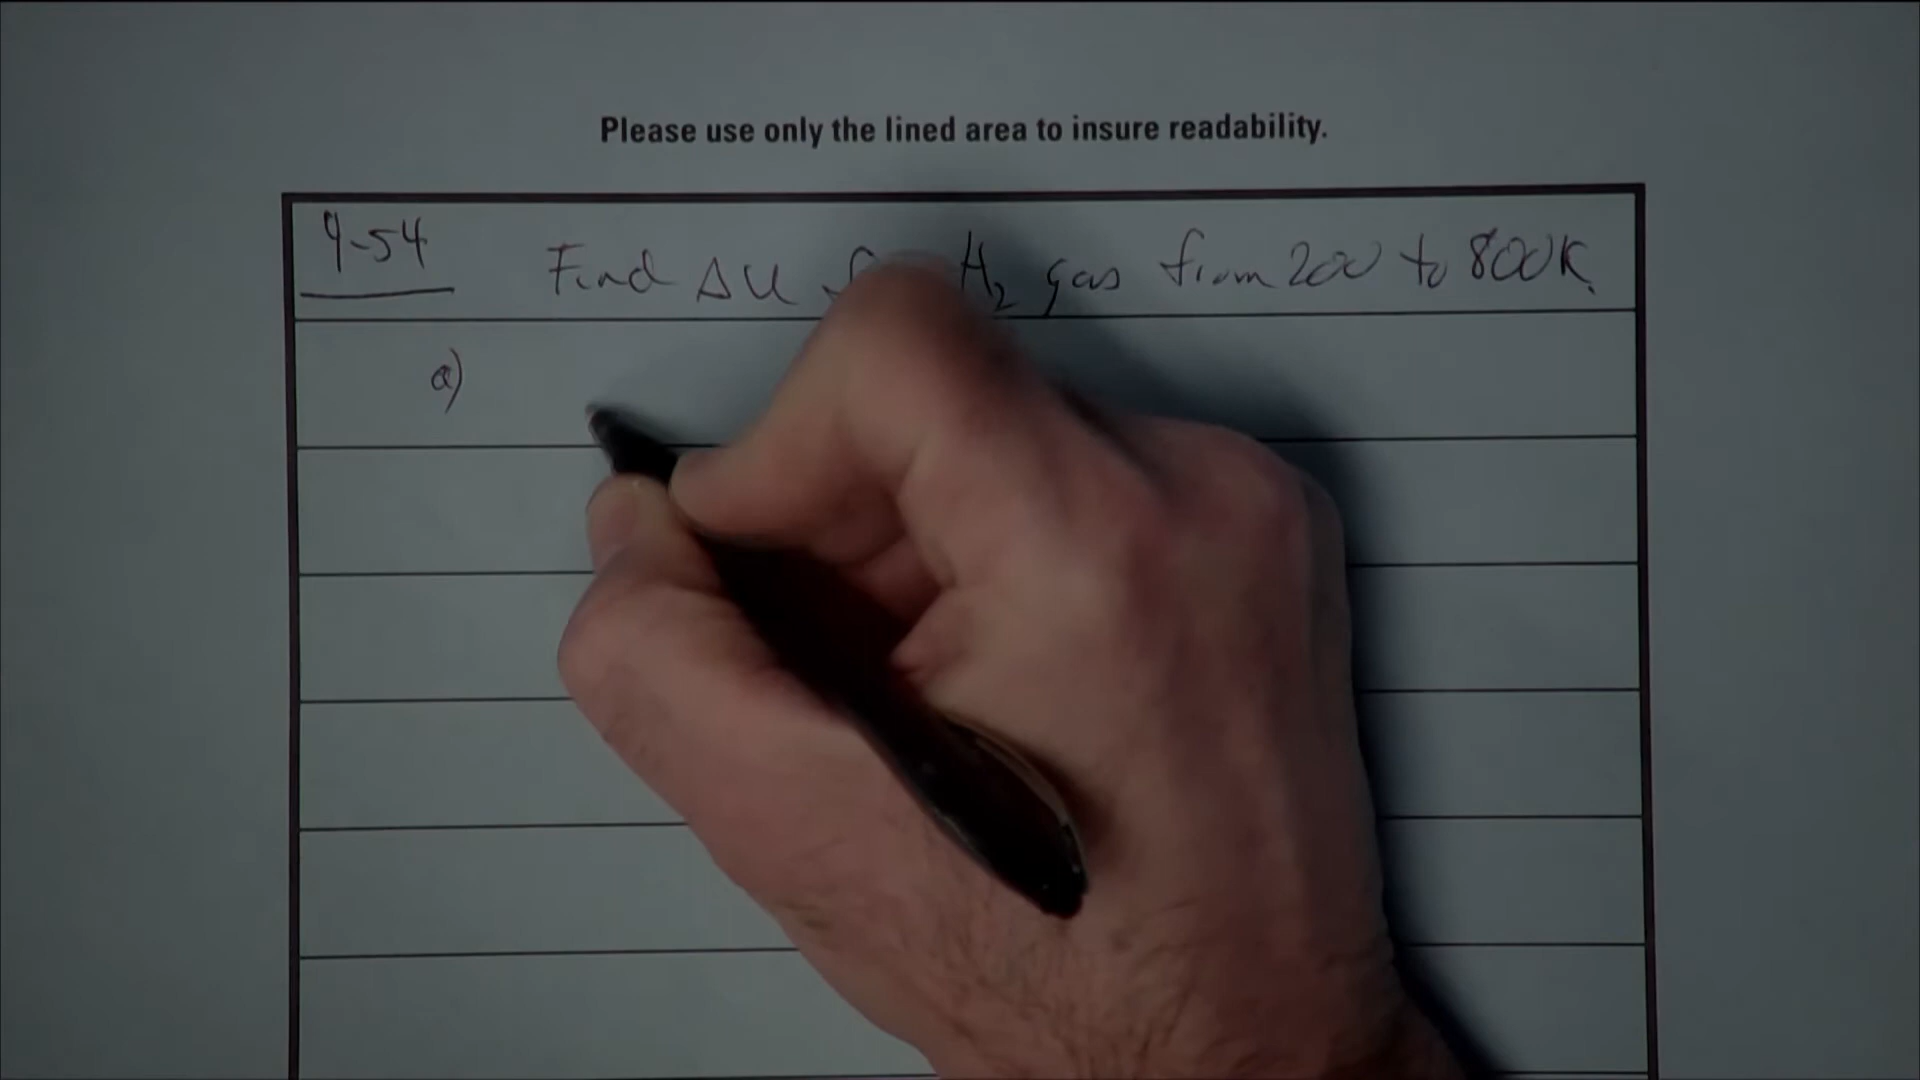 Please use only the lined area to insure readability.
4-54 Find ΔU H₂ gas from 200 to 800K.
a)